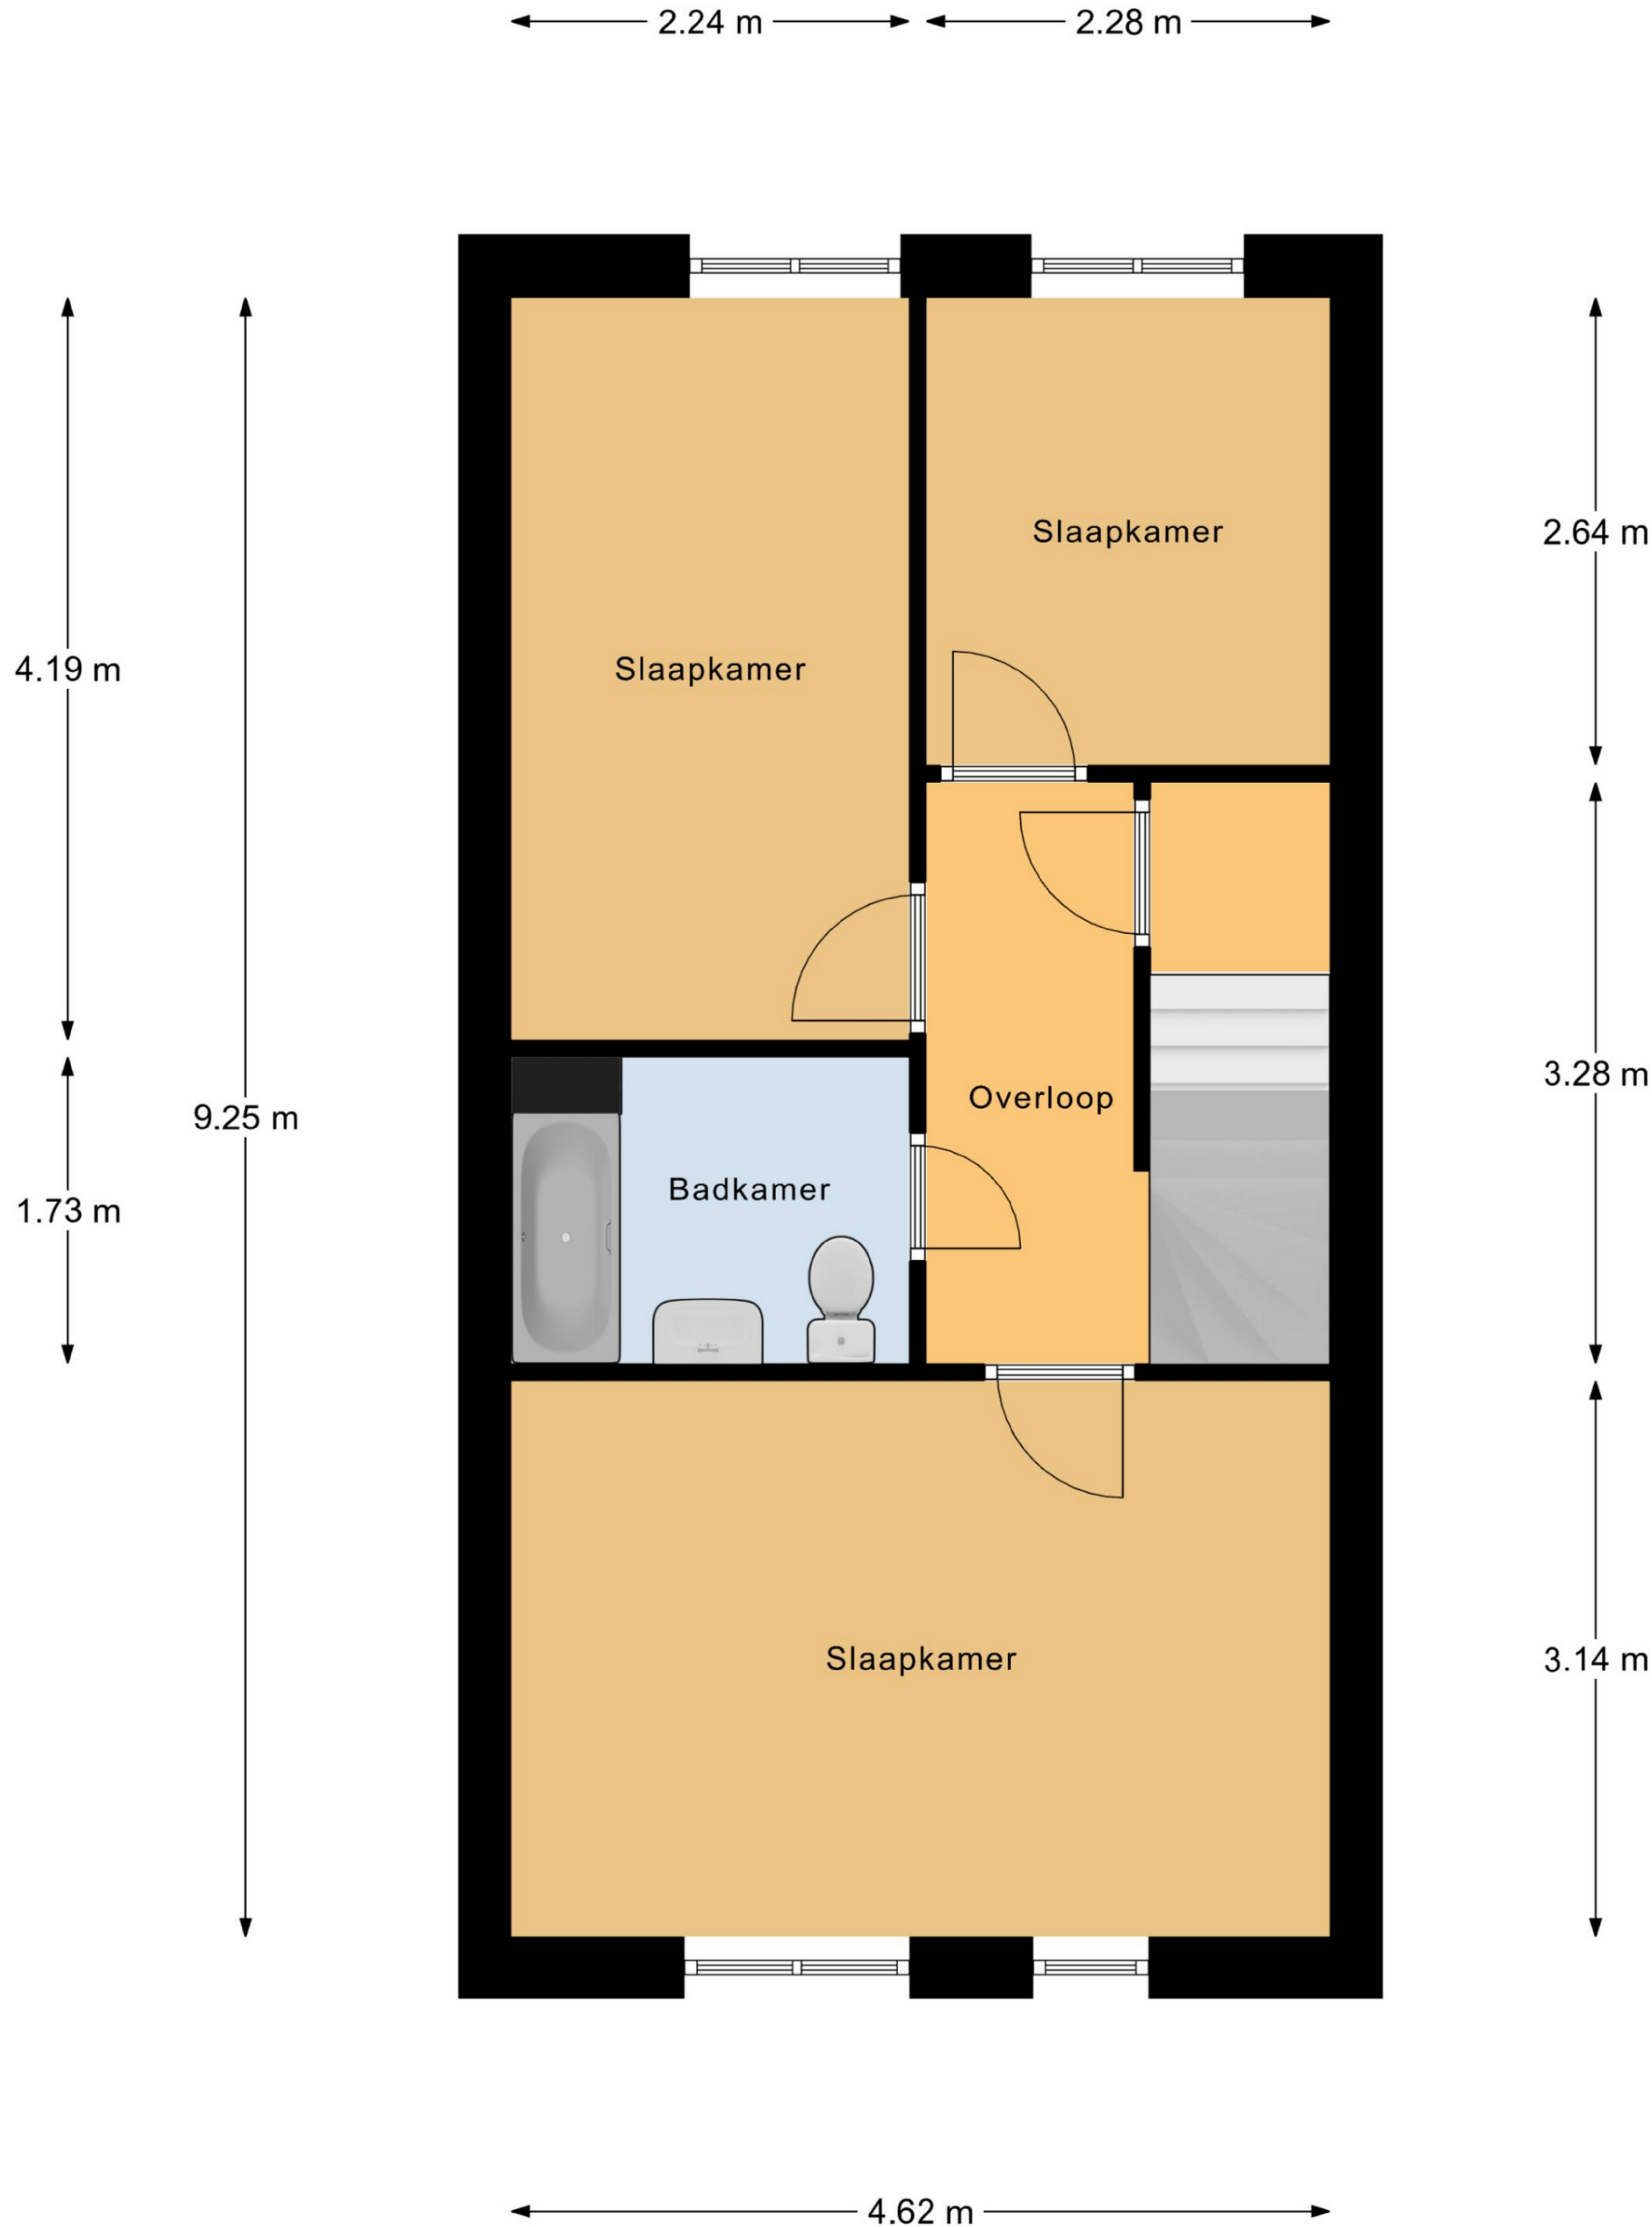 2.24 m
2.28 m
Slaapkamer
2.64 m
4.19 m
Slaapkamer
3.28 m
Overloop
9.25 m
Badkamer
1.73 m
Slaapkamer
3.14 m
4.62 m